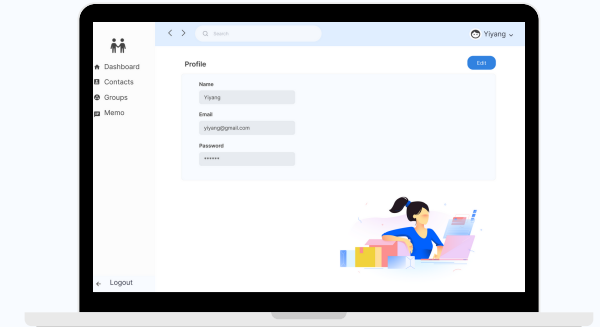 Search
Yiyang
Dashboard
Contacts
Groups
Memo
Profile
Edit
Name
Yiyang
Email
yiyang@gmail.com
Password
******
Logout